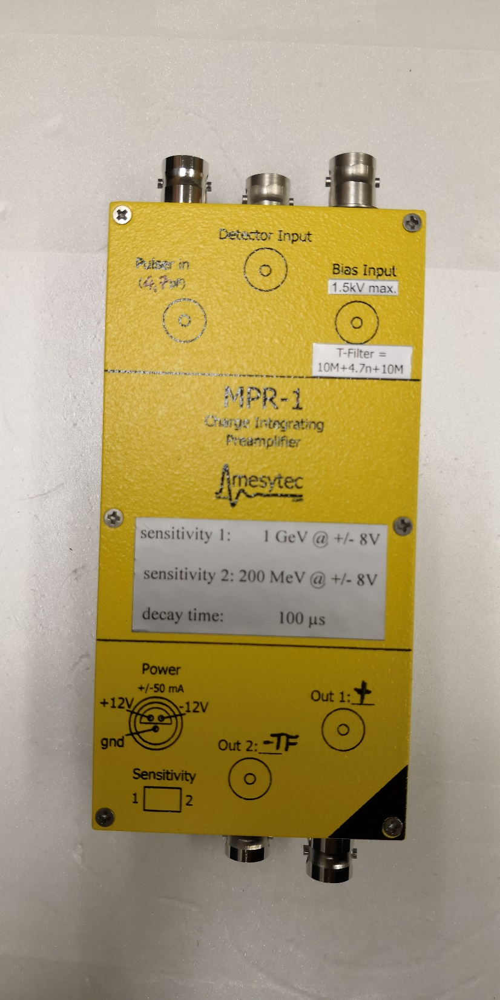 Detector Input
Pulser in
(4,7pF)
Bias Input
1.5kV max.
T-Filter =
10M+4.7n+10M
MPR-1
Charge Integrating
Preamplifier
mesytec
sensitivity 1: 1 GeV @ +/- 8V
sensitivity 2: 200 MeV @ +/- 8V
decay time: 100 µs
Power
+/-50 mA
+12V -12V
gnd
Out 1: +
Out 2: -TF
Sensitivity
1 2